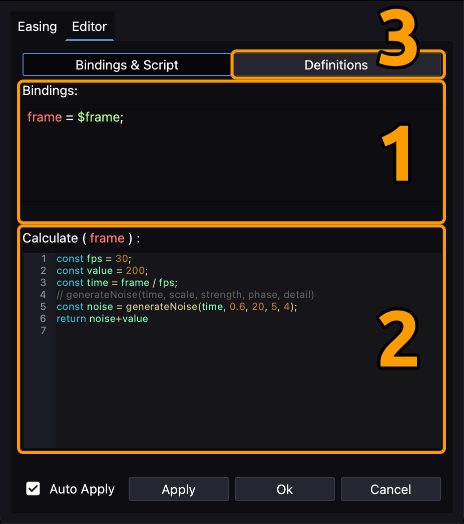 Easing Editor
3
Bindings & Script Definitions
Bindings:
frame = $frame;
1
Calculate ( frame ) :
1 const fps = 30;
2 const value = 200;
3 const time = frame / fps;
4 // generateNoise(time, scale, strength, phase, detail)
5 const noise = generateNoise(time, 0.6, 20, 5, 4);
6 return noise+value
7
2
Auto Apply Apply Ok Cancel